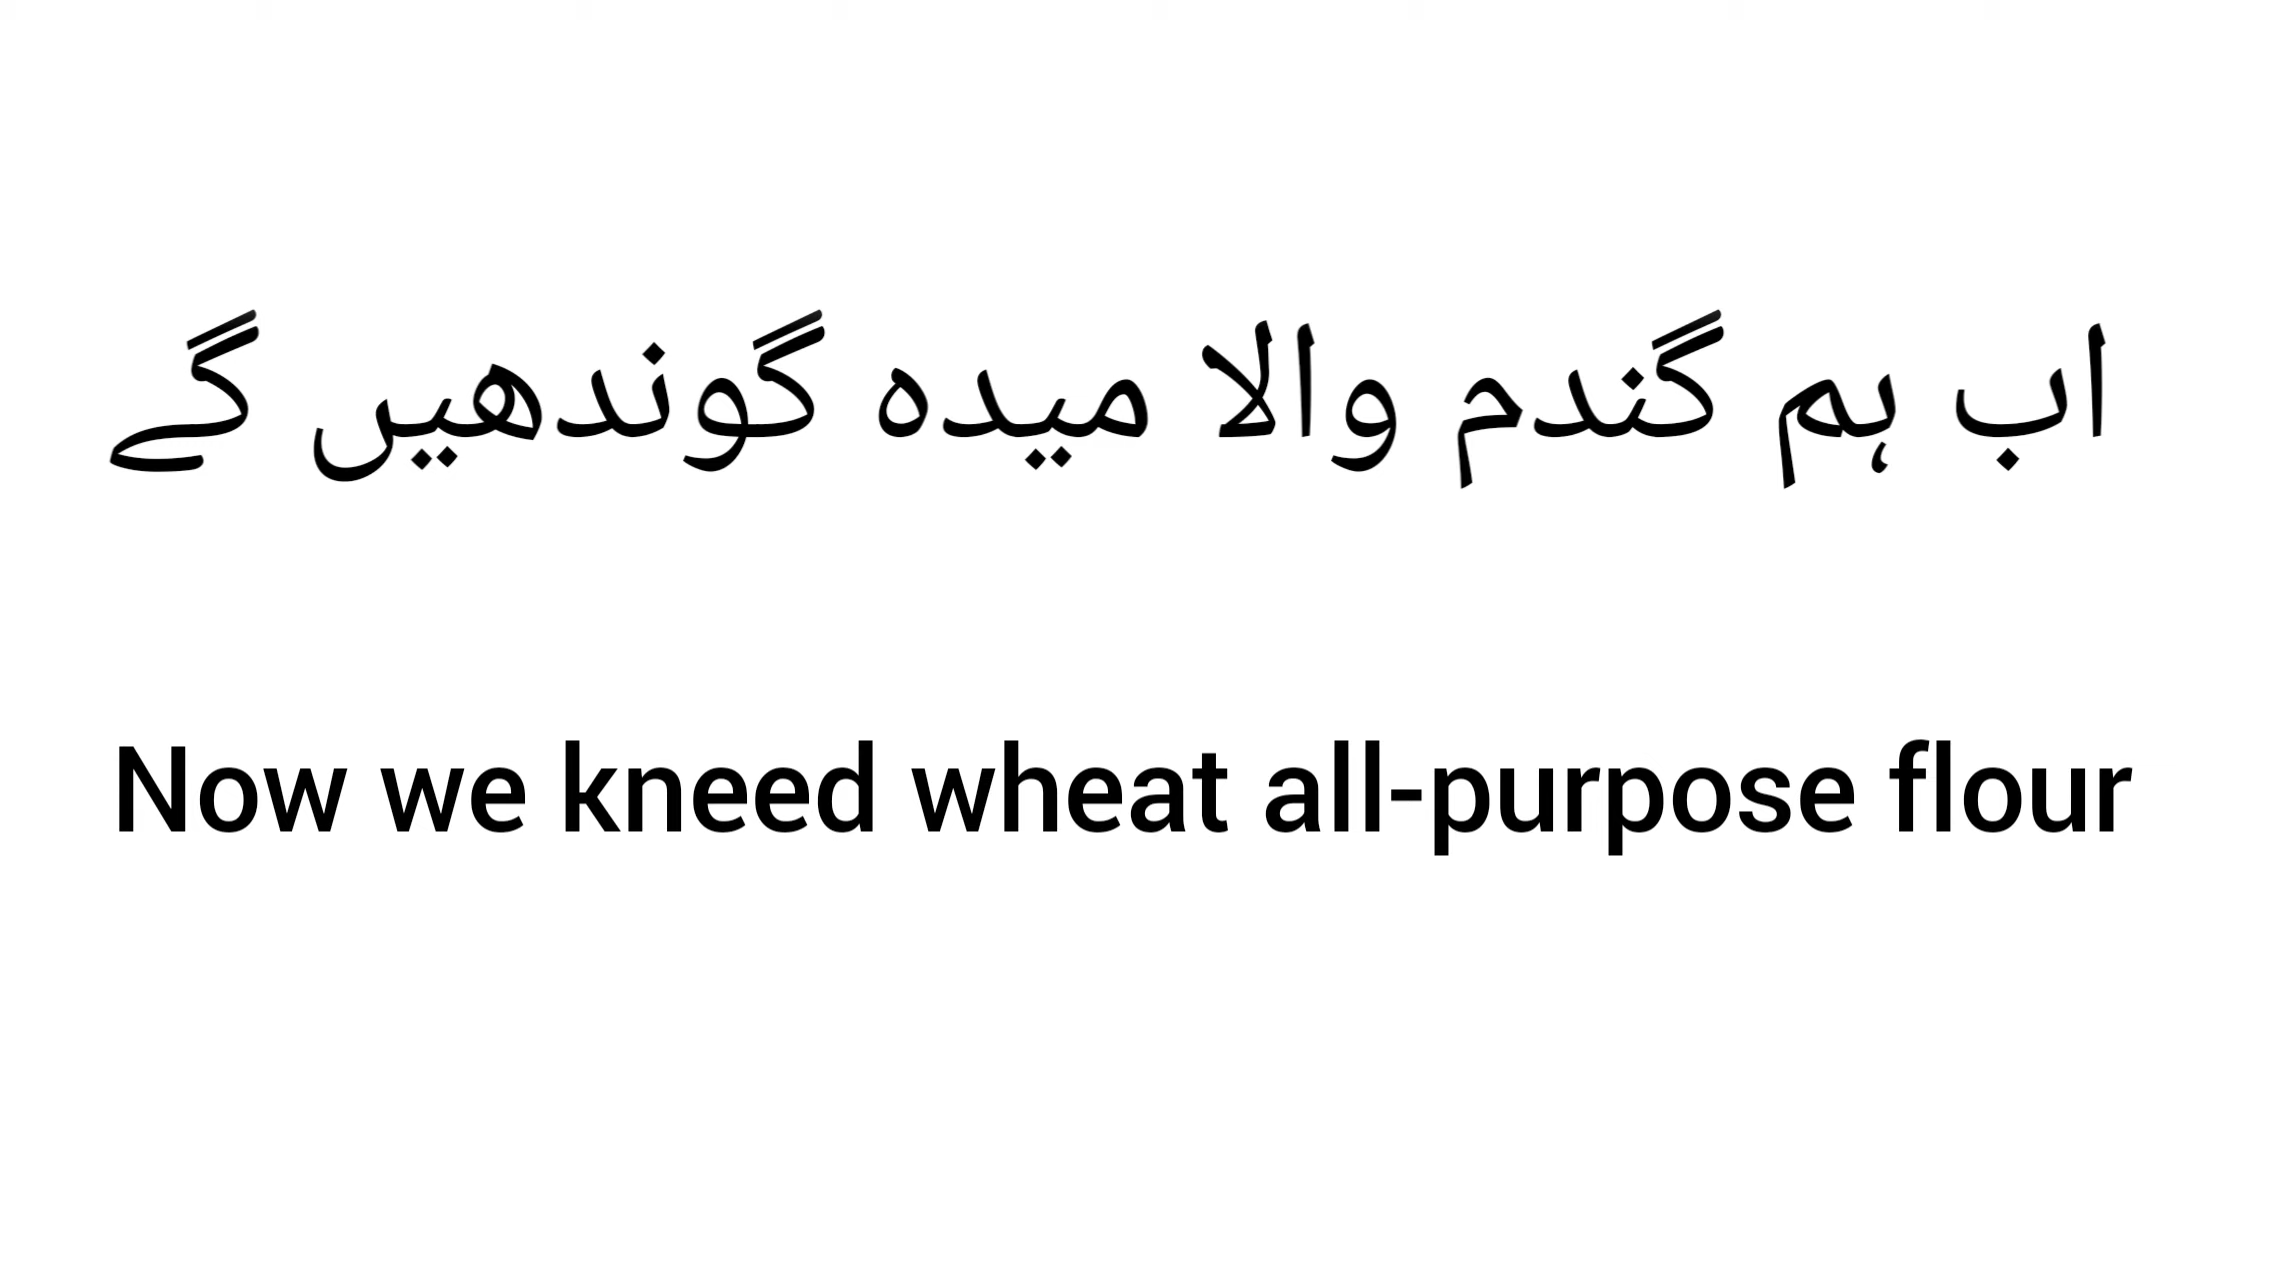 اب ہم گندم والا میدہ گوندھیں گے
Now we kneed wheat all-purpose flour